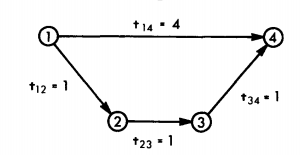 t14 = 4
1
4
t12 = 1
t34 = 1
2
3
t23 = 1